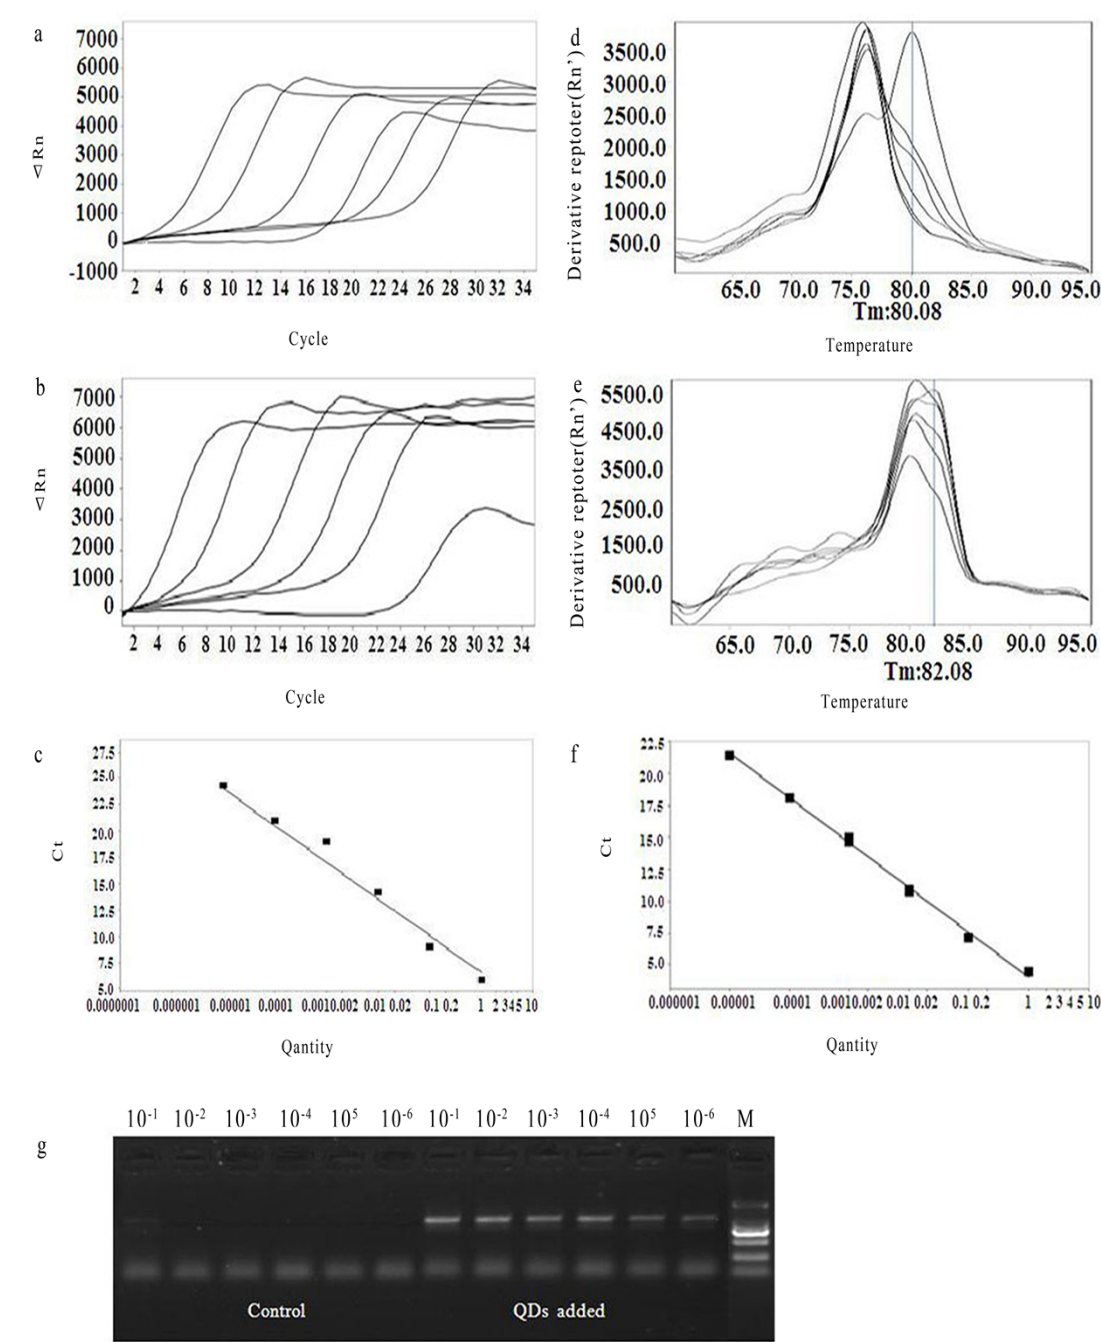 a
7000
6000
5000
4000
3000
2000
1000
0
-1000
2 4 6 8 10 12 14 16 18 20 22 24 26 28 30 32 34
⊲Rn
Cycle
d
3500.0
3000.0
2500.0
2000.0
1500.0
1000.0
500.0
65.0 70.0 75.0 80.0 85.0 90.0 95.0
Tm:80.08
Derivative reptoter(Rn’)
Temperature
b
7000
6000
5000
4000
3000
2000
1000
0
2 4 6 8 10 12 14 16 18 20 22 24 26 28 30 32 34
⊲Rn
Cycle
e
5500.0
4500.0
3500.0
2500.0
1500.0
500.0
65.0 70.0 75.0 80.0 85.0 90.0 95.0
Tm:82.08
Derivative reptoter(Rn’)
Temperature
c
27.5
25.0
22.5
20.0
17.5
15.0
12.5
10.0
7.5
5.0
0.0000001 0.000001 0.00001 0.0001 0.0010.002 0.01 0.02 0.1 0.2 1 2 345 10
Ct
Qantity
f
22.5
20.0
17.5
15.0
12.5
10.0
7.5
5.0
0.000001 0.00001 0.0001 0.0010.002 0.01 0.02 0.1 0.2 1 2 3 4 5 10
Ct
Qantity
g
10-1 10-2 10-3 10-4 105 10-6 10-1 10-2 10-3 10-4 105 10-6 M
Control QDs added